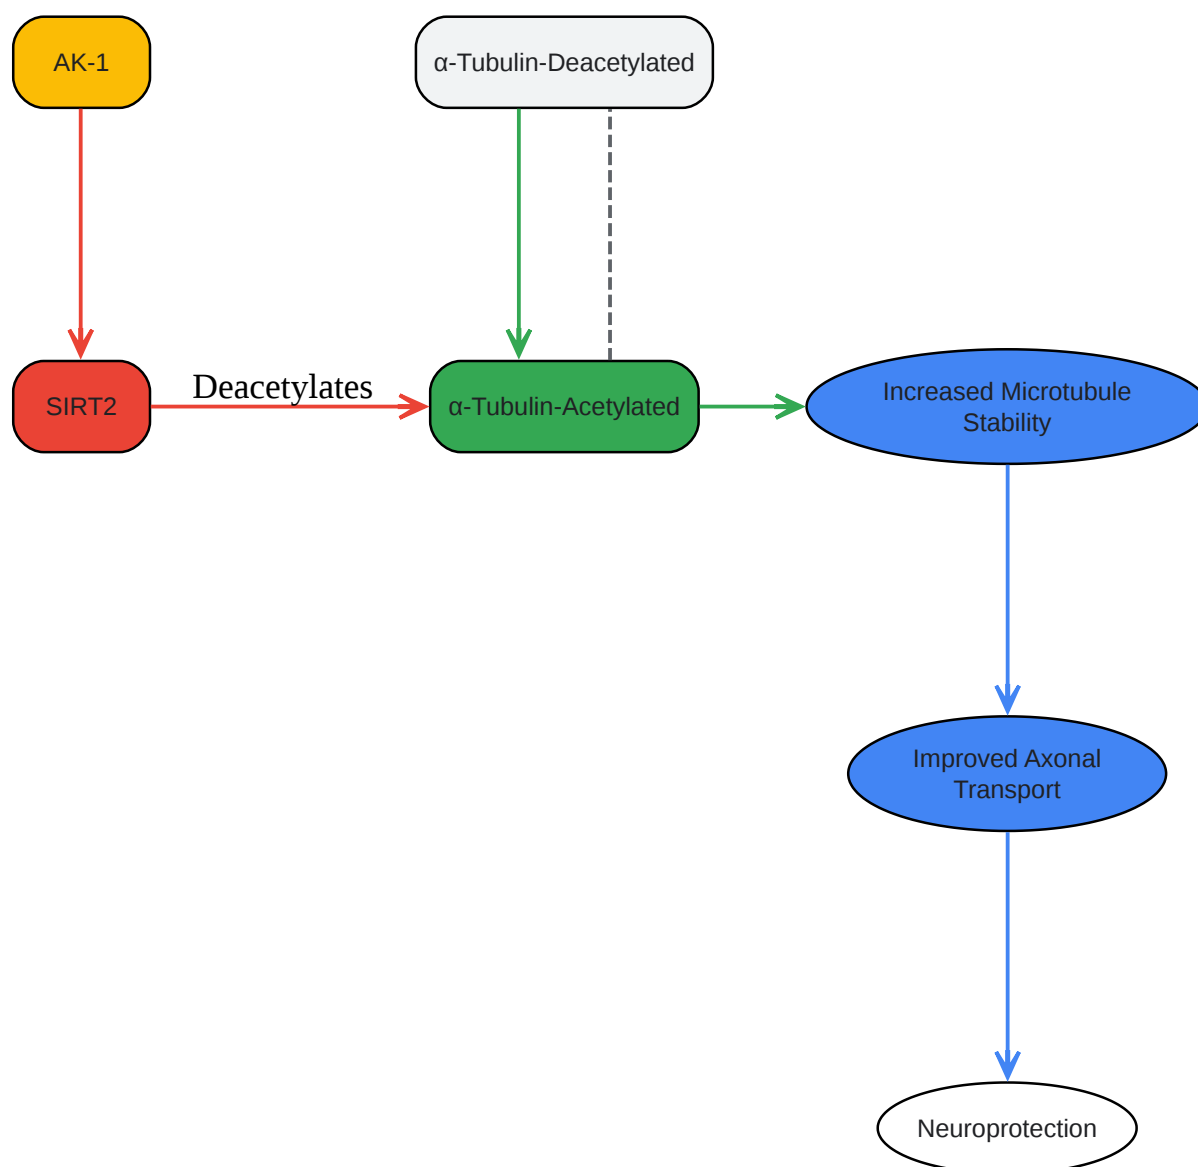 AK-1
α-Tubulin-Deacetylated
SIRT2
Deacetylates
α-Tubulin-Acetylated
Increased Microtubule
Stability
Improved Axonal
Transport
Neuroprotection